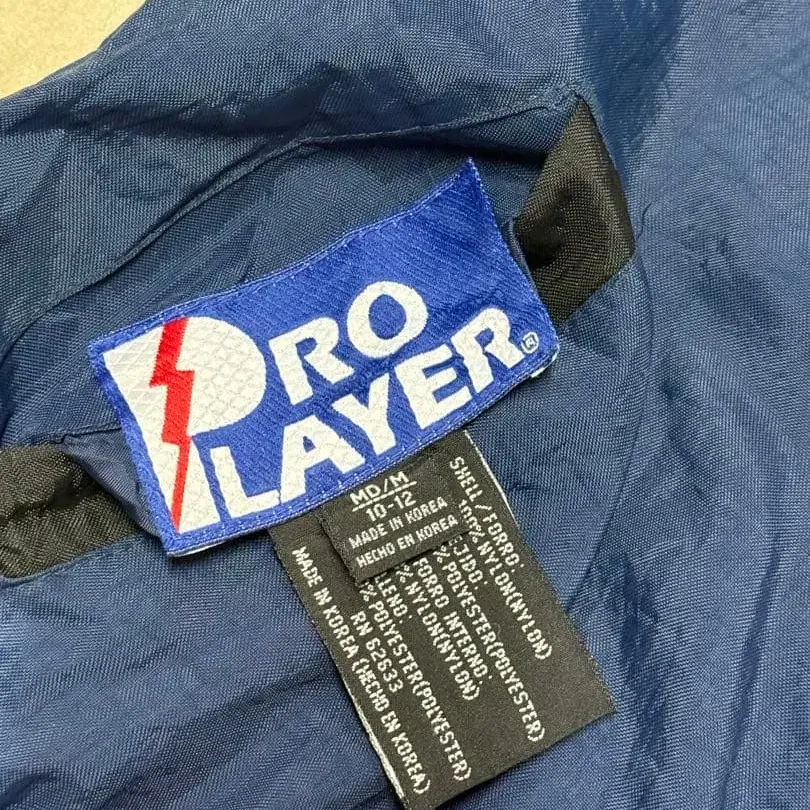 PRO
PLAYER®
MD/M
10-12
MADE IN KOREA
HECHO EN KOREA
SHELL/FORRO:
100% NYLON(NYLON)
% POLYESTER(POLYESTER)
FORRO INTERNO:
% NYLON(NYLON)
% POLYESTER(POLYESTER)
RN 62633
MADE IN KOREA (HECHO EN KOREA)